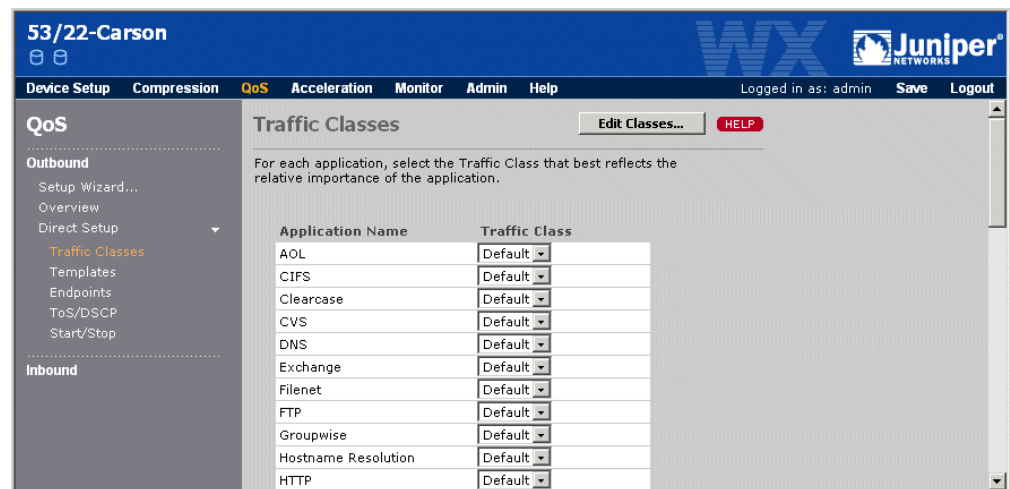 53/22-Carson
WX
Juniper®
NETWORKS
Device Setup Compression QoS Acceleration Monitor Admin Help Logged in as: admin Save Logout
QoS
Outbound
Setup Wizard...
Overview
Direct Setup
Traffic Classes
Templates
Endpoints
ToS/DSCP
Start/Stop
Inbound
Traffic Classes Edit Classes... HELP
For each application, select the Traffic Class that best reflects the
relative importance of the application.
Application Name Traffic Class
AOL Default
CIFS Default
Clearcase Default
CVS Default
DNS Default
Exchange Default
Filenet Default
FTP Default
Groupwise Default
Hostname Resolution Default
HTTP Default